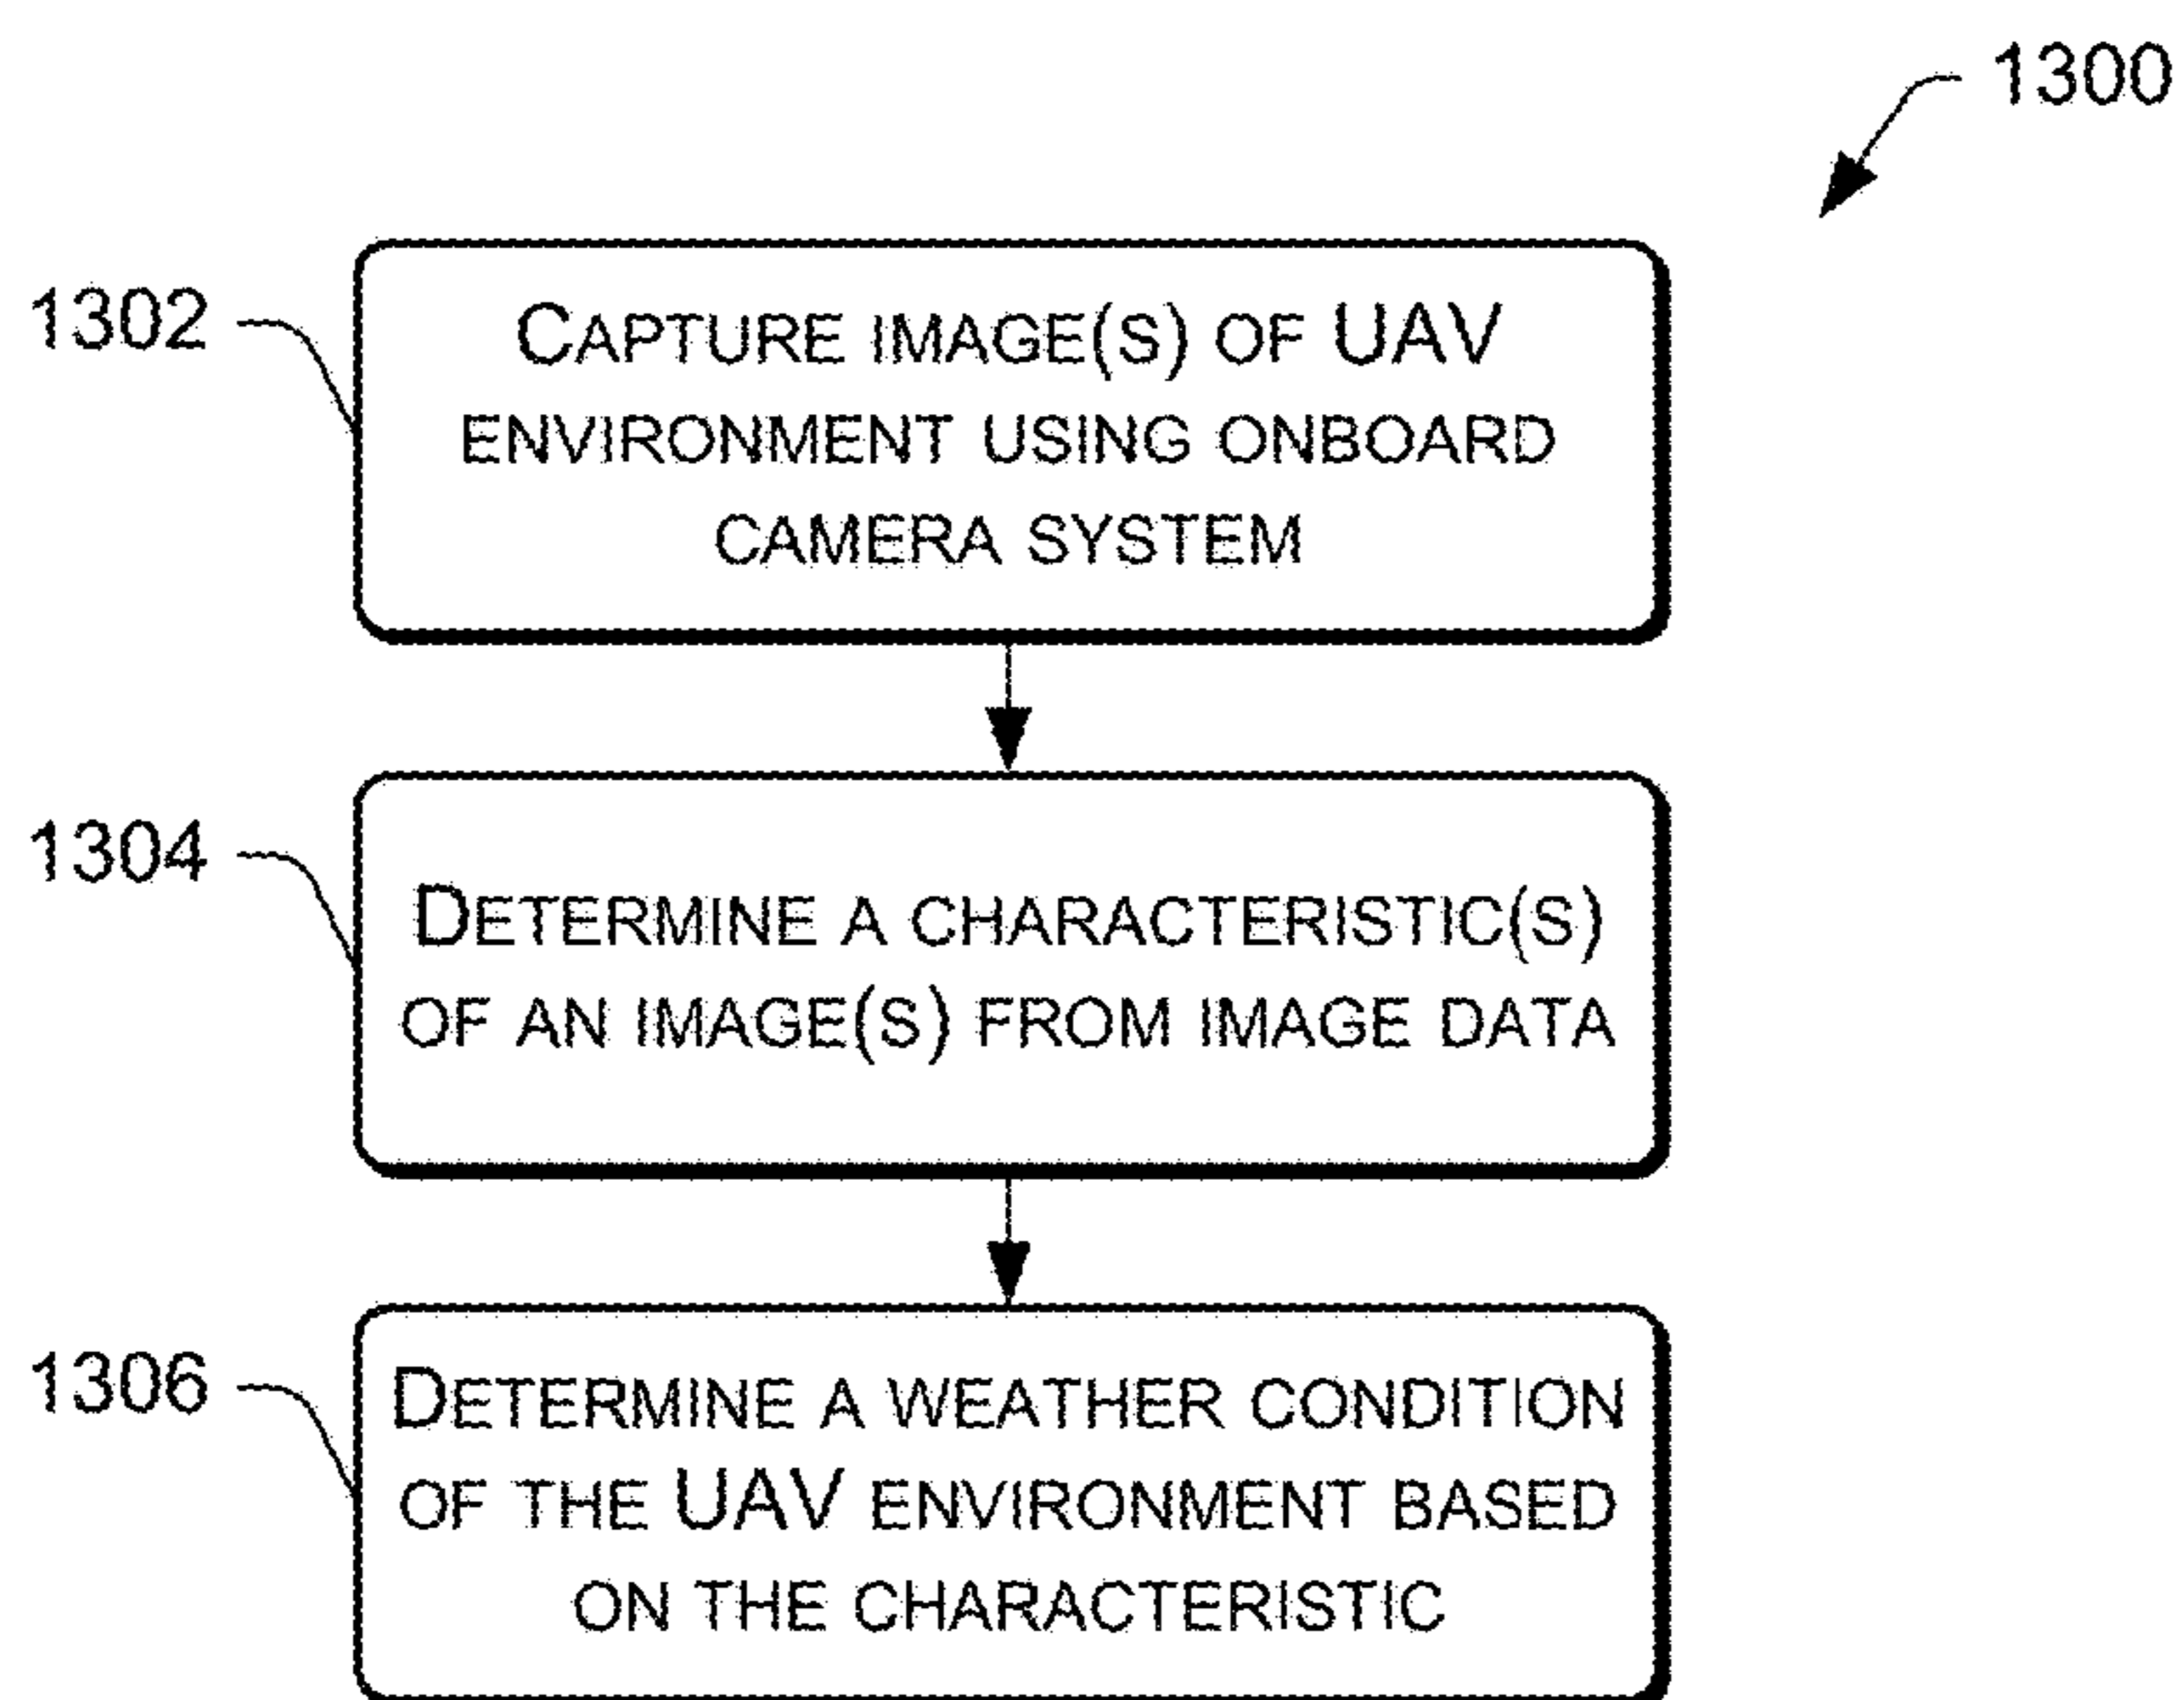 1300
1302
CAPTURE IMAGE(S) OF UAV
ENVIRONMENT USING ONBOARD
CAMERA SYSTEM
1304
DETERMINE A CHARACTERISTIC(S)
OF AN IMAGE(S) FROM IMAGE DATA
1306
DETERMINE A WEATHER CONDITION
OF THE UAV ENVIRONMENT BASED
ON THE CHARACTERISTIC